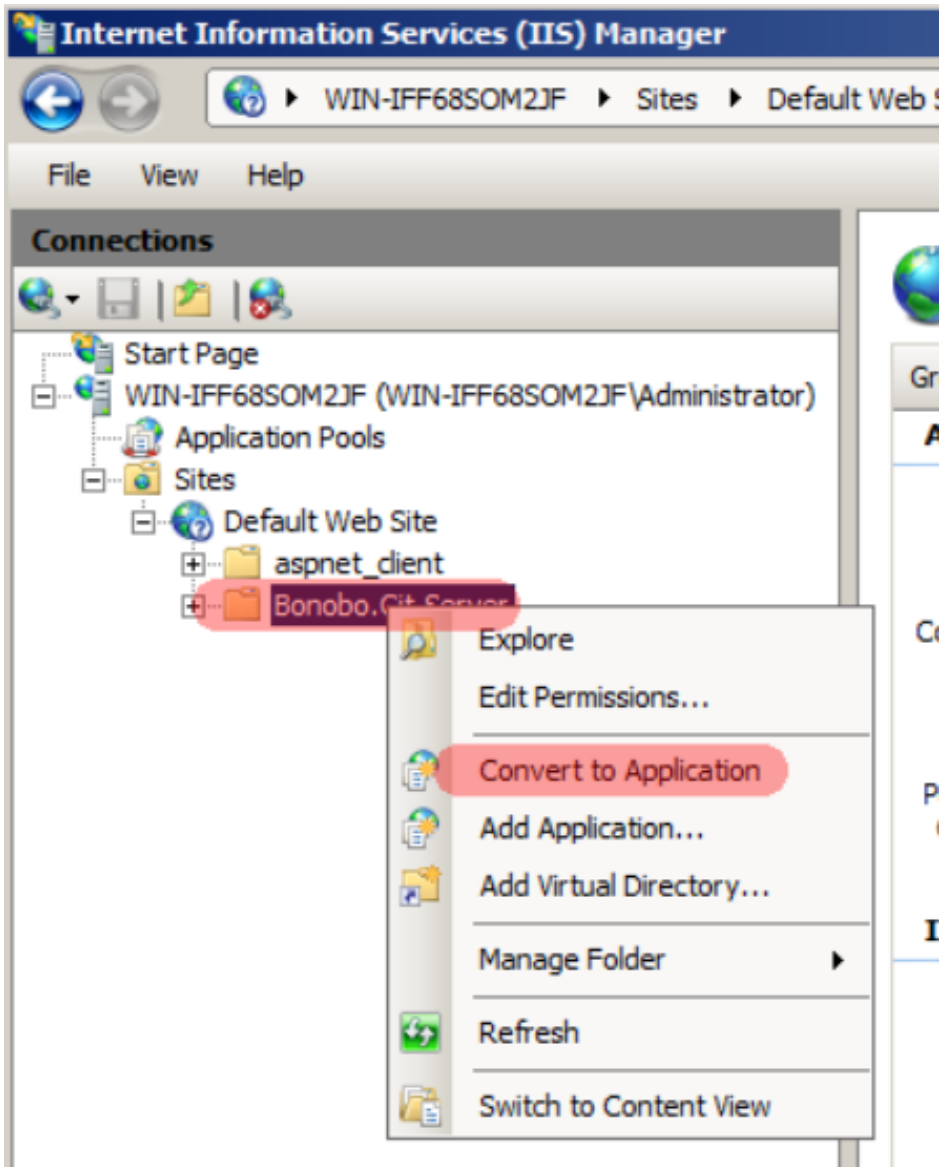 Internet Information Services (IIS) Manager
WIN-IFF68SOM2JF Sites Default Web
File View Help
Connections
Start Page
WIN-IFF68SOM2JF (WIN-IFF68SOM2JF\Administrator)
Application Pools
Sites
Default Web Site
aspnet_client
Bonobo.Git.Server
Explore
Edit Permissions...
Convert to Application
Add Application...
Add Virtual Directory...
Manage Folder
Refresh
Switch to Content View